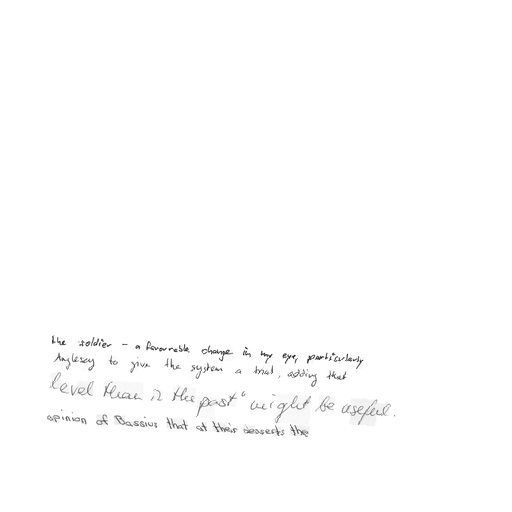 the soldier - a favourable change in my eye, particularly
Anglesey to give the system a trial, adding that
level than in the past" might be useful.
opinion of Bassius that at their desserts the